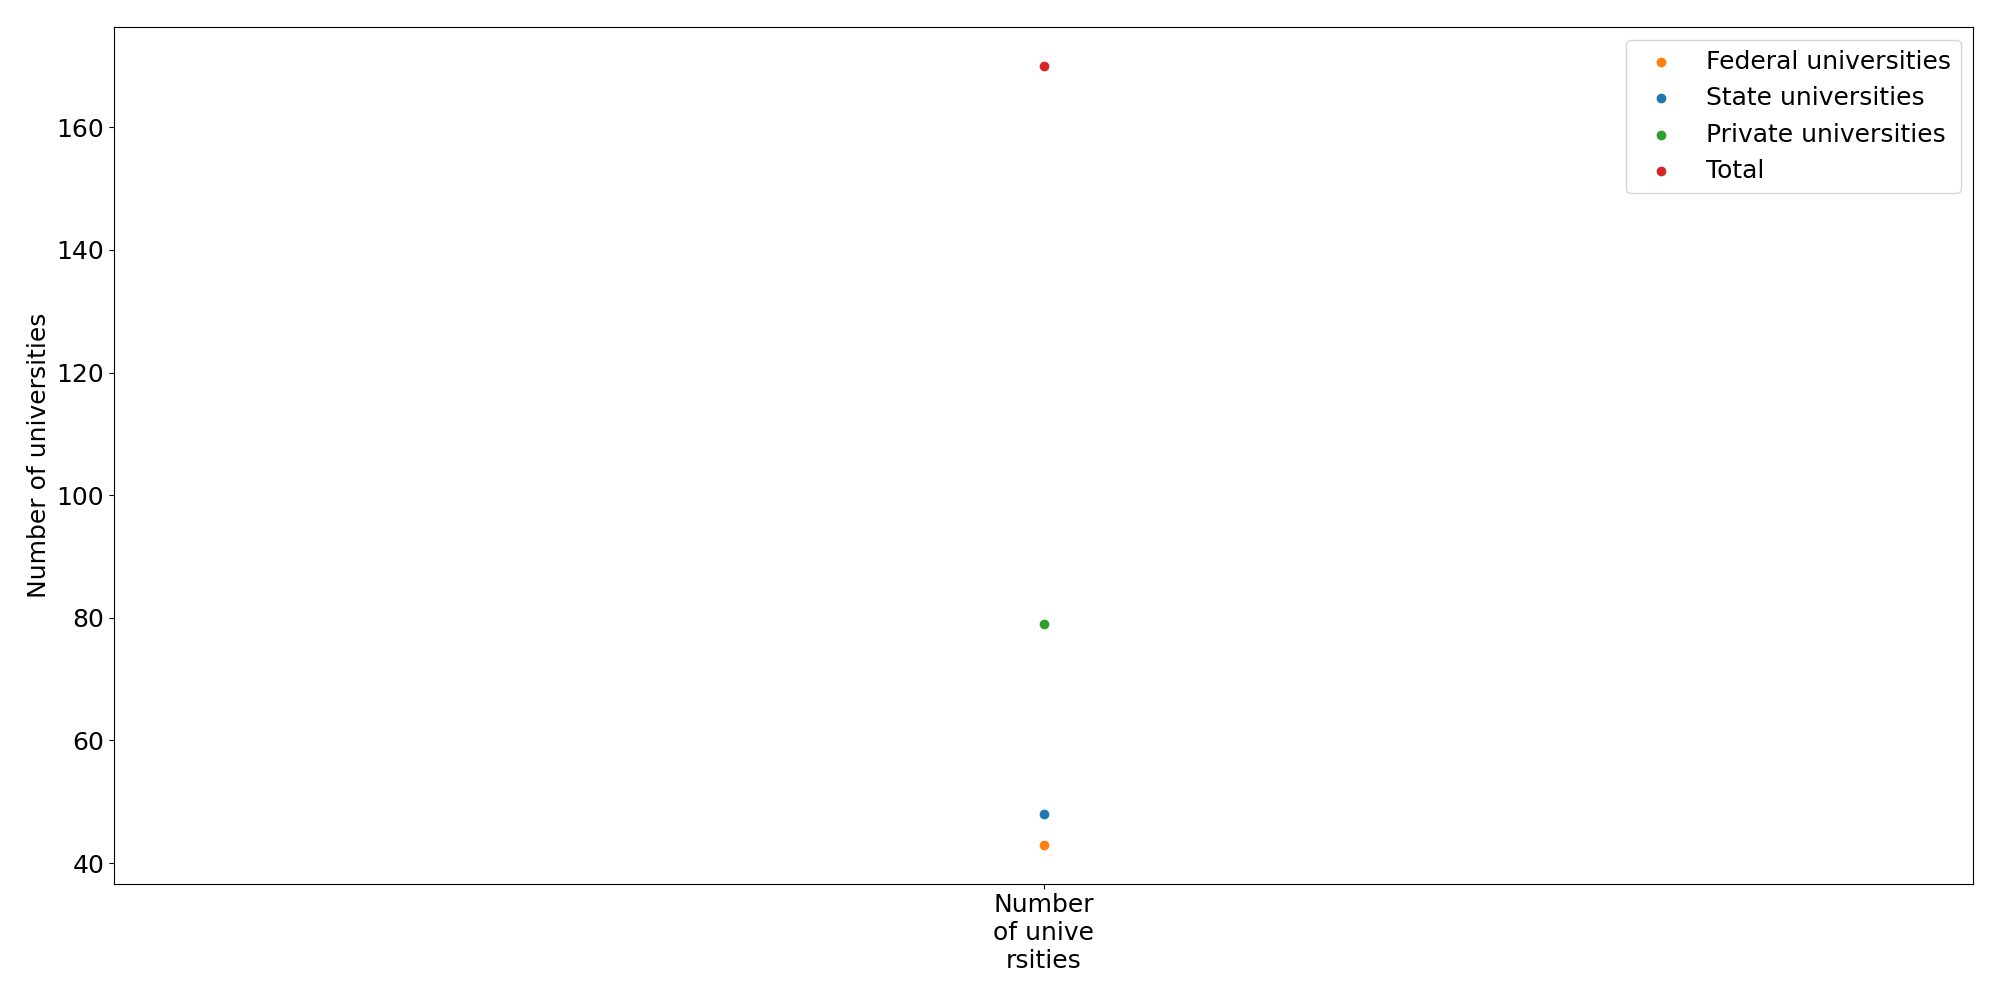 Federal universities
State universities
Private universities
Total
160
140
120
100
80
60
40
Number of universities
Number
of unive
rsities